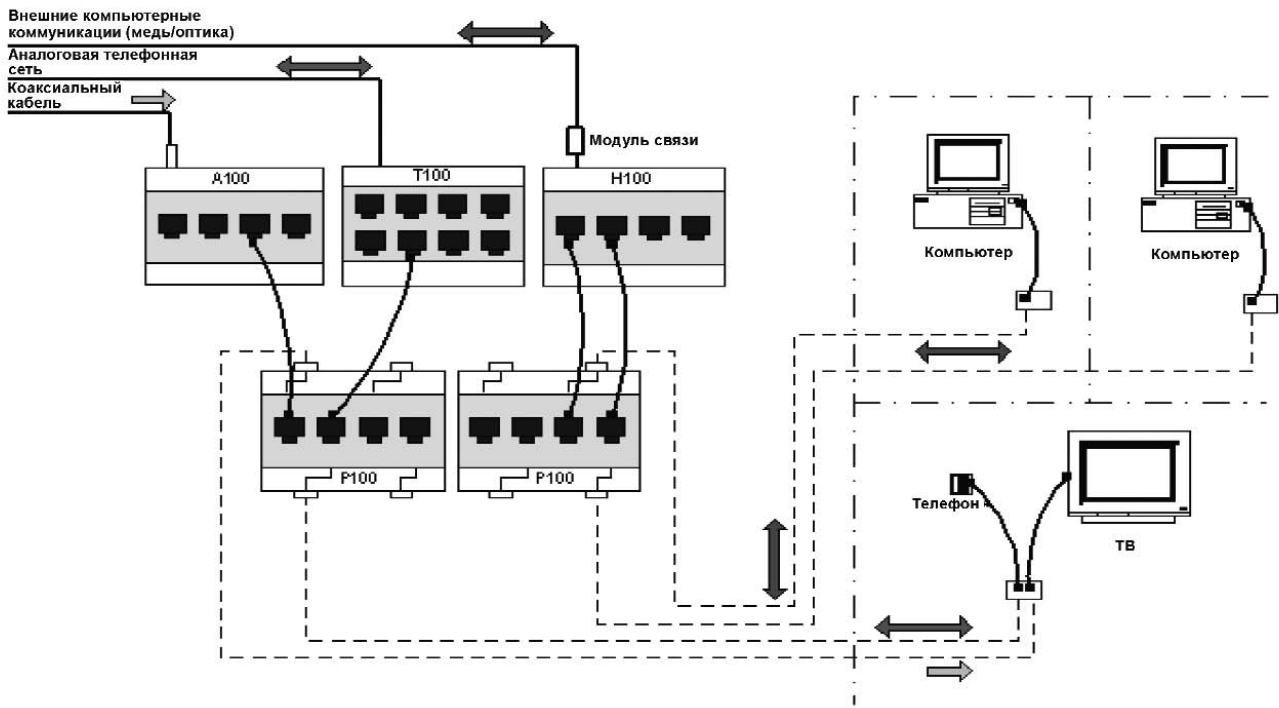 Внешние компьютерные
коммуникации (медь/оптика)
Аналоговая телефонная
сеть
Коаксиальный
кабель
Модуль связи
A100
T100
H100
Компьютер
Компьютер
P100
P100
Телефон
ТВ